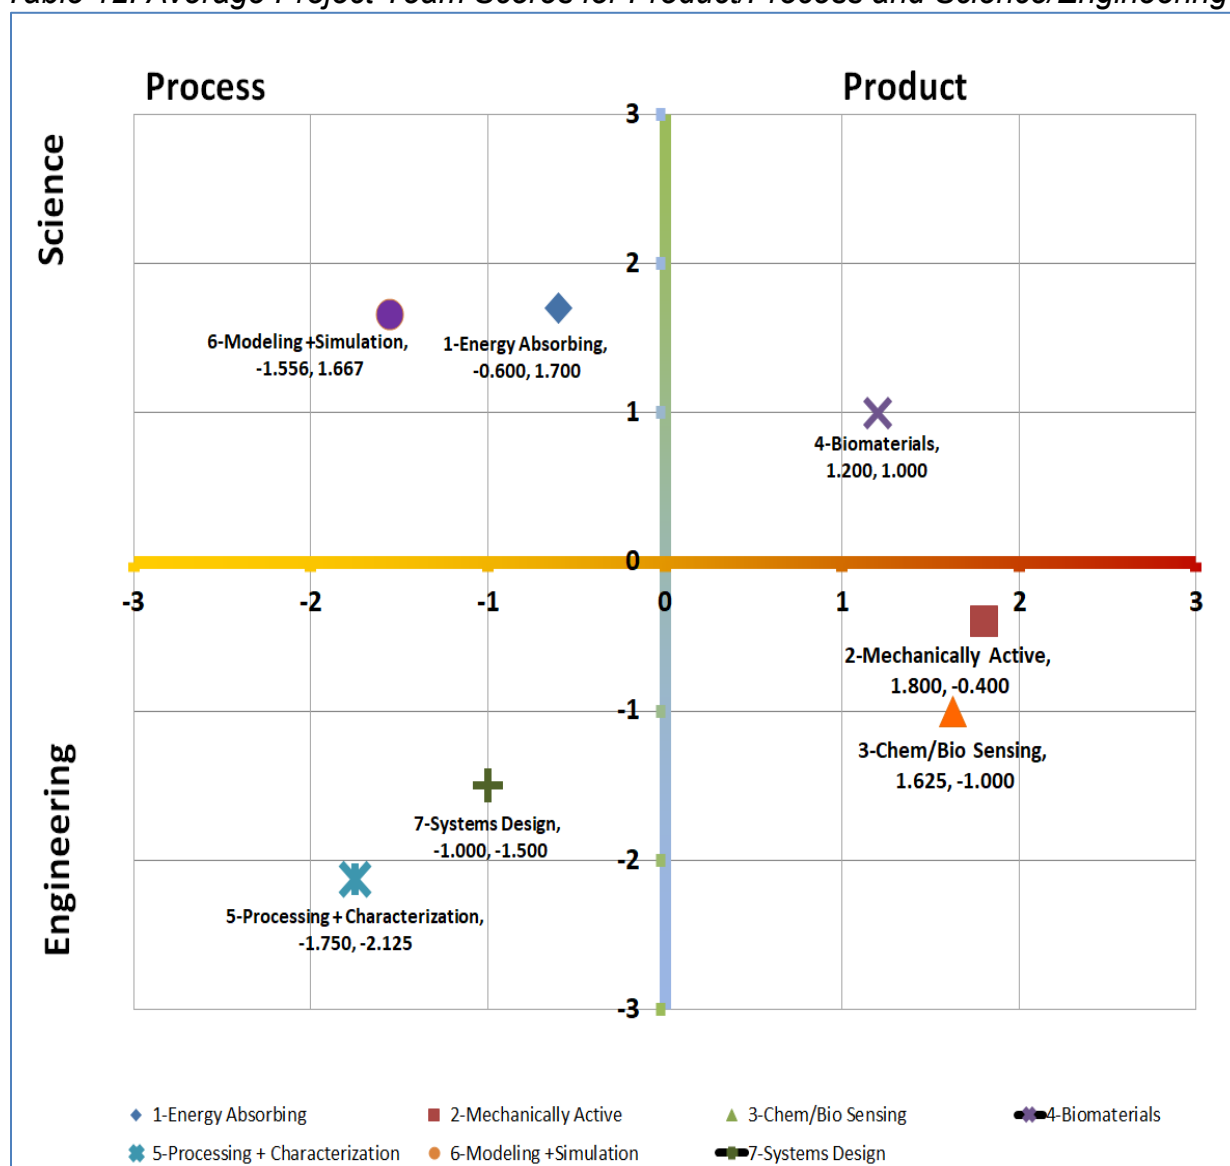 Table 12. Average Project Team Scores for Product/Process and Science/Engineering
Process
Product
Science
Engineering
3
2
1
0
-1
-2
-3
-3
-2
-1
0
1
2
3
6-Modeling +Simulation,
-1.556, 1.667
1-Energy Absorbing,
-0.600, 1.700
4-Biomaterials,
1.200, 1.000
2-Mechanically Active,
1.800, -0.400
3-Chem/Bio Sensing,
1.625, -1.000
7-Systems Design,
-1.000, -1.500
5-Processing + Characterization,
-1.750, -2.125
1-Energy Absorbing
2-Mechanically Active
3-Chem/Bio Sensing
4-Biomaterials
5-Processing + Characterization
6-Modeling +Simulation
7-Systems Design